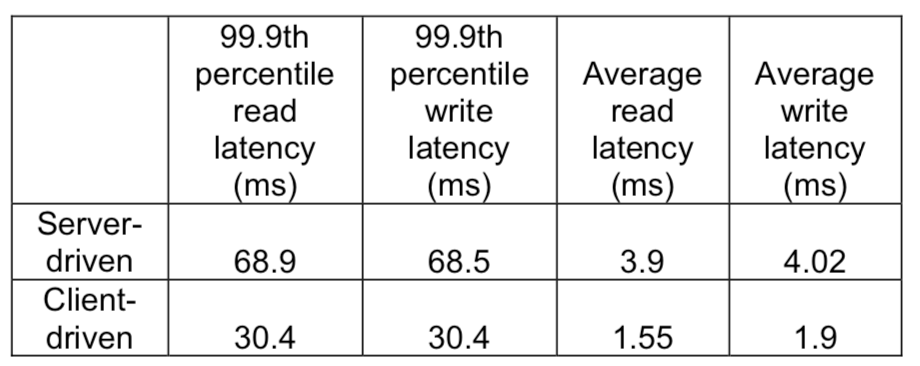 99.9th percentile read latency (ms)
99.9th percentile write latency (ms)
Average read latency (ms)
Average write latency (ms)
Server-driven 68.9 68.5 3.9 4.02
Client-driven 30.4 30.4 1.55 1.9